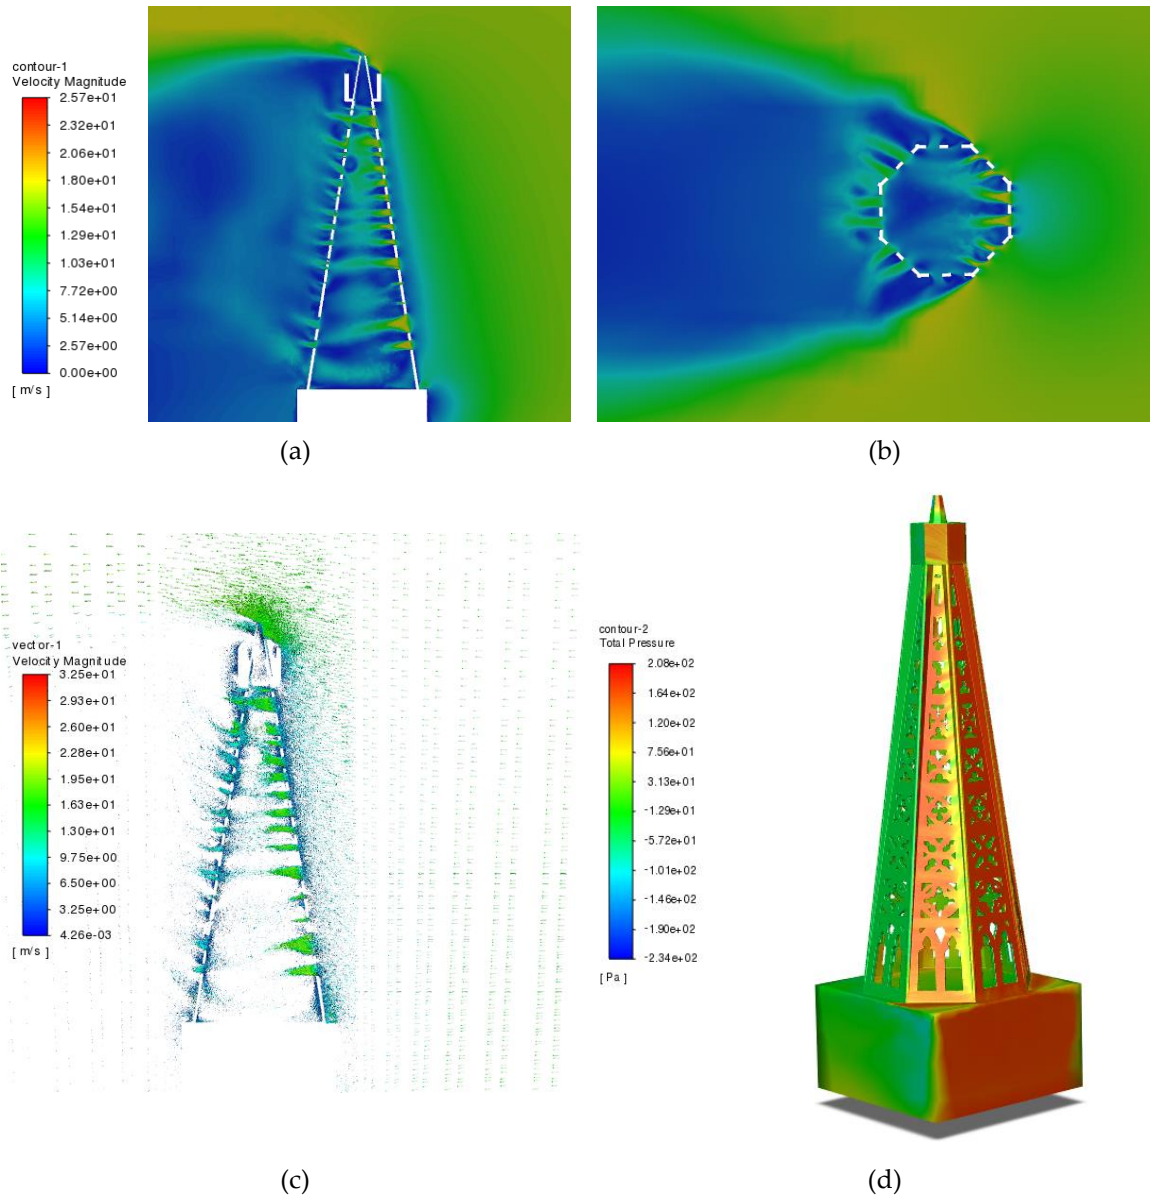 contour-1
Velocity Magnitude
2.57e+01
2.32e+01
2.06e+01
1.80e+01
1.54e+01
1.29e+01
1.03e+01
7.72e+00
5.14e+00
2.57e+00
0.00e+00
[ m/s ]
(a)
(b)
vector-1
Velocity Magnitude
3.25e+01
2.93e+01
2.60e+01
2.28e+01
1.95e+01
1.63e+01
1.30e+01
9.75e+00
6.50e+00
3.25e+00
4.26e-03
[ m/s ]
(c)
contour-2
Total Pressure
2.08e+02
1.64e+02
1.20e+02
7.56e+01
3.13e+01
-1.29e+01
-5.72e+01
-1.01e+02
-1.46e+02
-1.90e+02
-2.34e+02
[ Pa ]
(d)